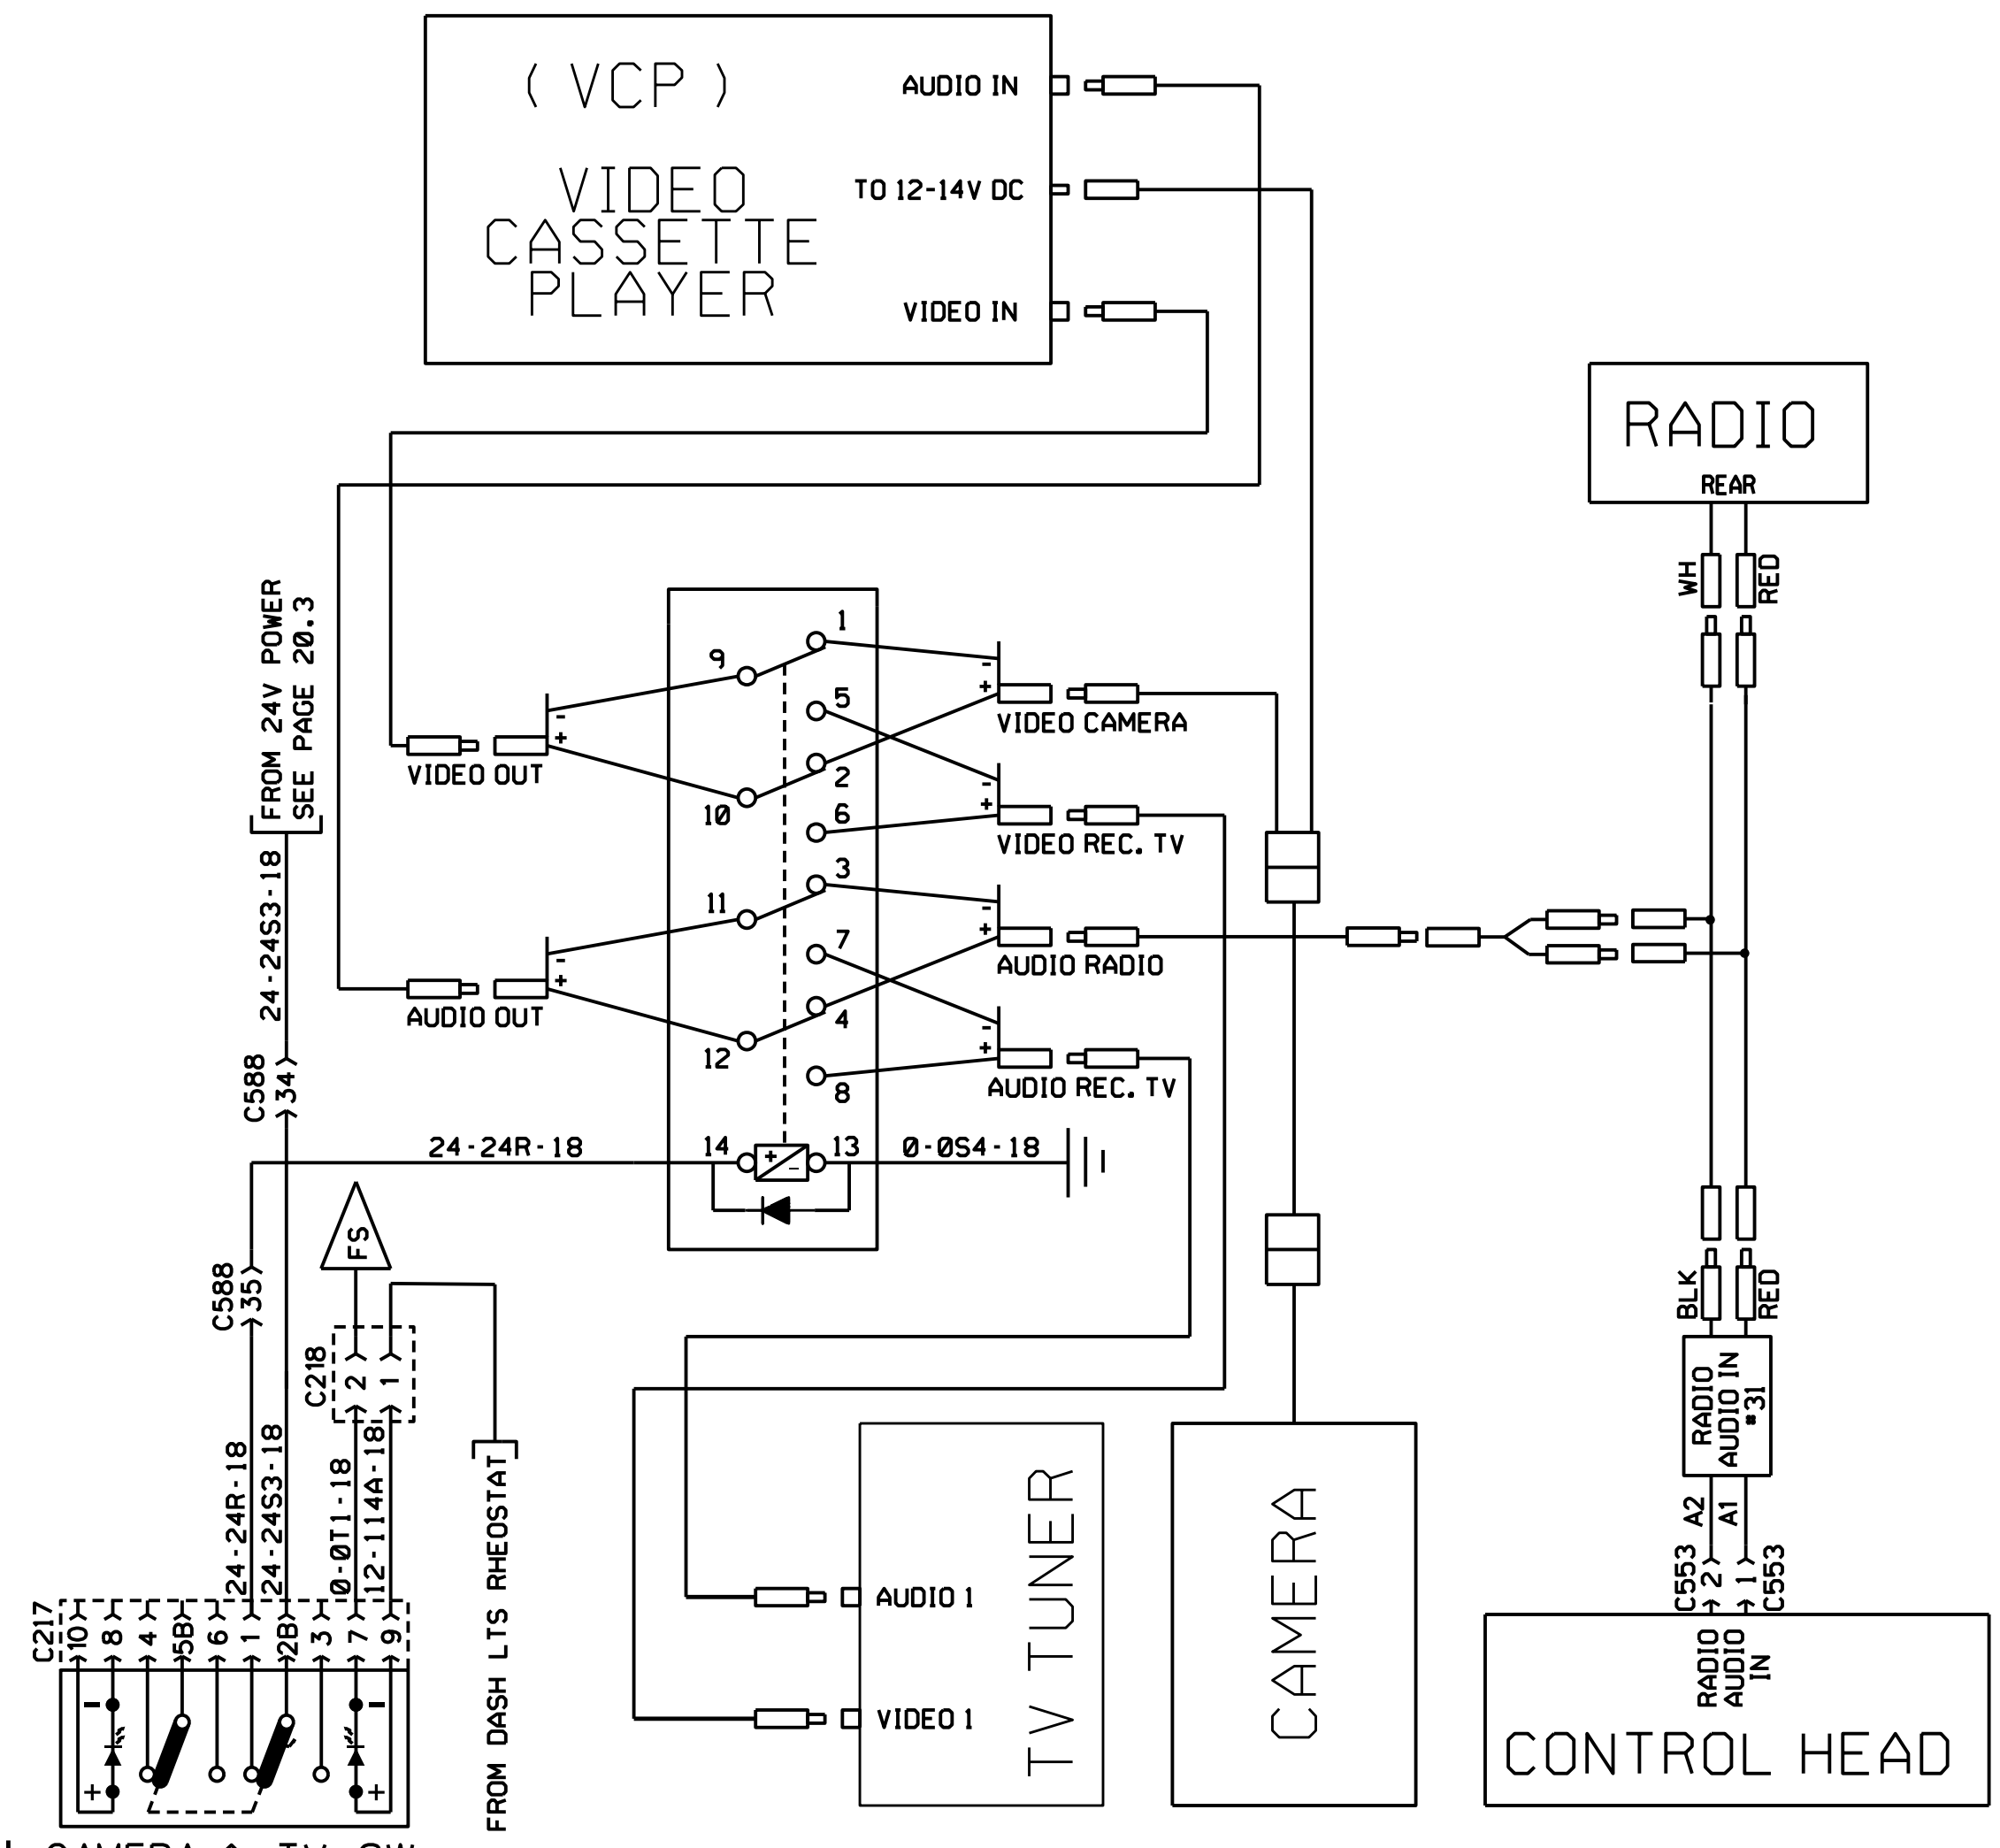 ( VCP )
VIDEO
CASSETTE
PLAYER
AUDIO IN
TO 12-14V DC
VIDEO IN
RADIO
REAR
WH
RED
FROM 24V POWER
SEE PAGE 20.3
24-24S3-18
C588
34
VIDEO OUT
- +
AUDIO OUT
- +
9
10
11
12
1
5
2
6
3
7
4
8
- +
VIDEO CAMERA
- +
VIDEO REC. TV
- +
AUDIO RADIO
- +
AUDIO REC. TV
24-24R-18
14
+ -
13
0-0S4-18
FS
C588
35
C218
2
1
24-24R-18
24-24S3-18
0-0T1-18
12-114A-18
FROM DASH LTS RHEOSTAT
C217
10
8
4
5B
6
1
2B
3
7
9
- +
- +
AUDIO 1
VIDEO 1
TV TUNER
CAMERA
BLK
RED
RADIO
AUDIO IN
#31
A2
A1
C553
2
1
C553
RADIO
AUDIO
IN
CONTROL HEAD